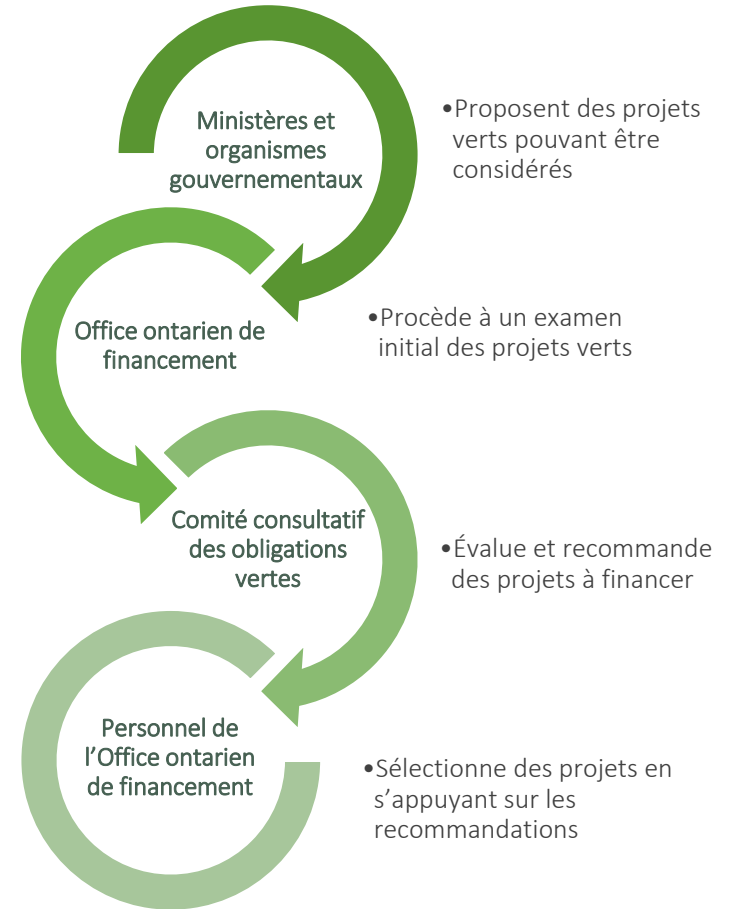 Ministères et
organismes
gouvernementaux
•Proposent des projets
verts pouvant être
considérés
Office ontarien de
financement
•Procède à un examen
initial des projets verts
Comité consultatif
des obligations
vertes
•Évalue et recommande
des projets à financer
Personnel de
l’Office ontarien
de financement
•Sélectionne des projets en
s’appuyant sur les
recommandations